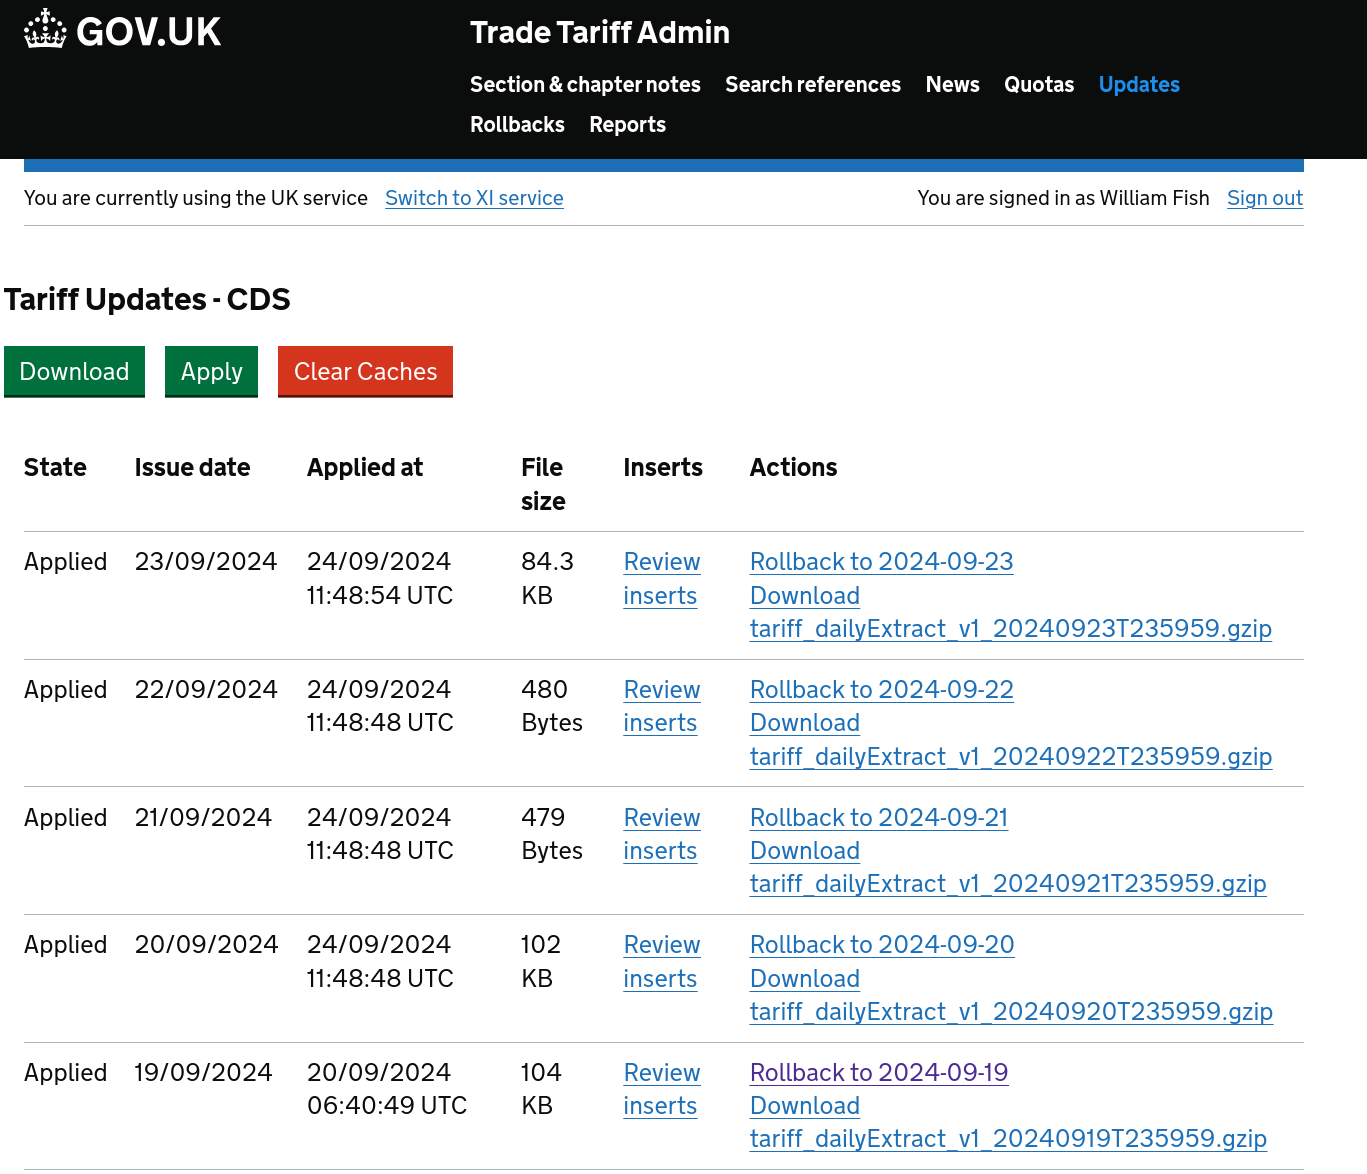 GOV.UK
Trade Tariff Admin
Section & chapter notes Search references News Quotas Updates
Rollbacks Reports
You are currently using the UK service Switch to XI service You are signed in as William Fish Sign out
Tariff Updates - CDS
Download Apply Clear Caches
State Issue date Applied at File Inserts Actions
size
Applied 23/09/2024 24/09/2024 84.3 Review Rollback to 2024-09-23
11:48:54 UTC KB inserts Download
tariff_dailyExtract_v1_20240923T235959.gzip
Applied 22/09/2024 24/09/2024 480 Review Rollback to 2024-09-22
11:48:48 UTC Bytes inserts Download
tariff_dailyExtract_v1_20240922T235959.gzip
Applied 21/09/2024 24/09/2024 479 Review Rollback to 2024-09-21
11:48:48 UTC Bytes inserts Download
tariff_dailyExtract_v1_20240921T235959.gzip
Applied 20/09/2024 24/09/2024 102 Review Rollback to 2024-09-20
11:48:48 UTC KB inserts Download
tariff_dailyExtract_v1_20240920T235959.gzip
Applied 19/09/2024 20/09/2024 104 Review Rollback to 2024-09-19
06:40:49 UTC KB inserts Download
tariff_dailyExtract_v1_20240919T235959.gzip